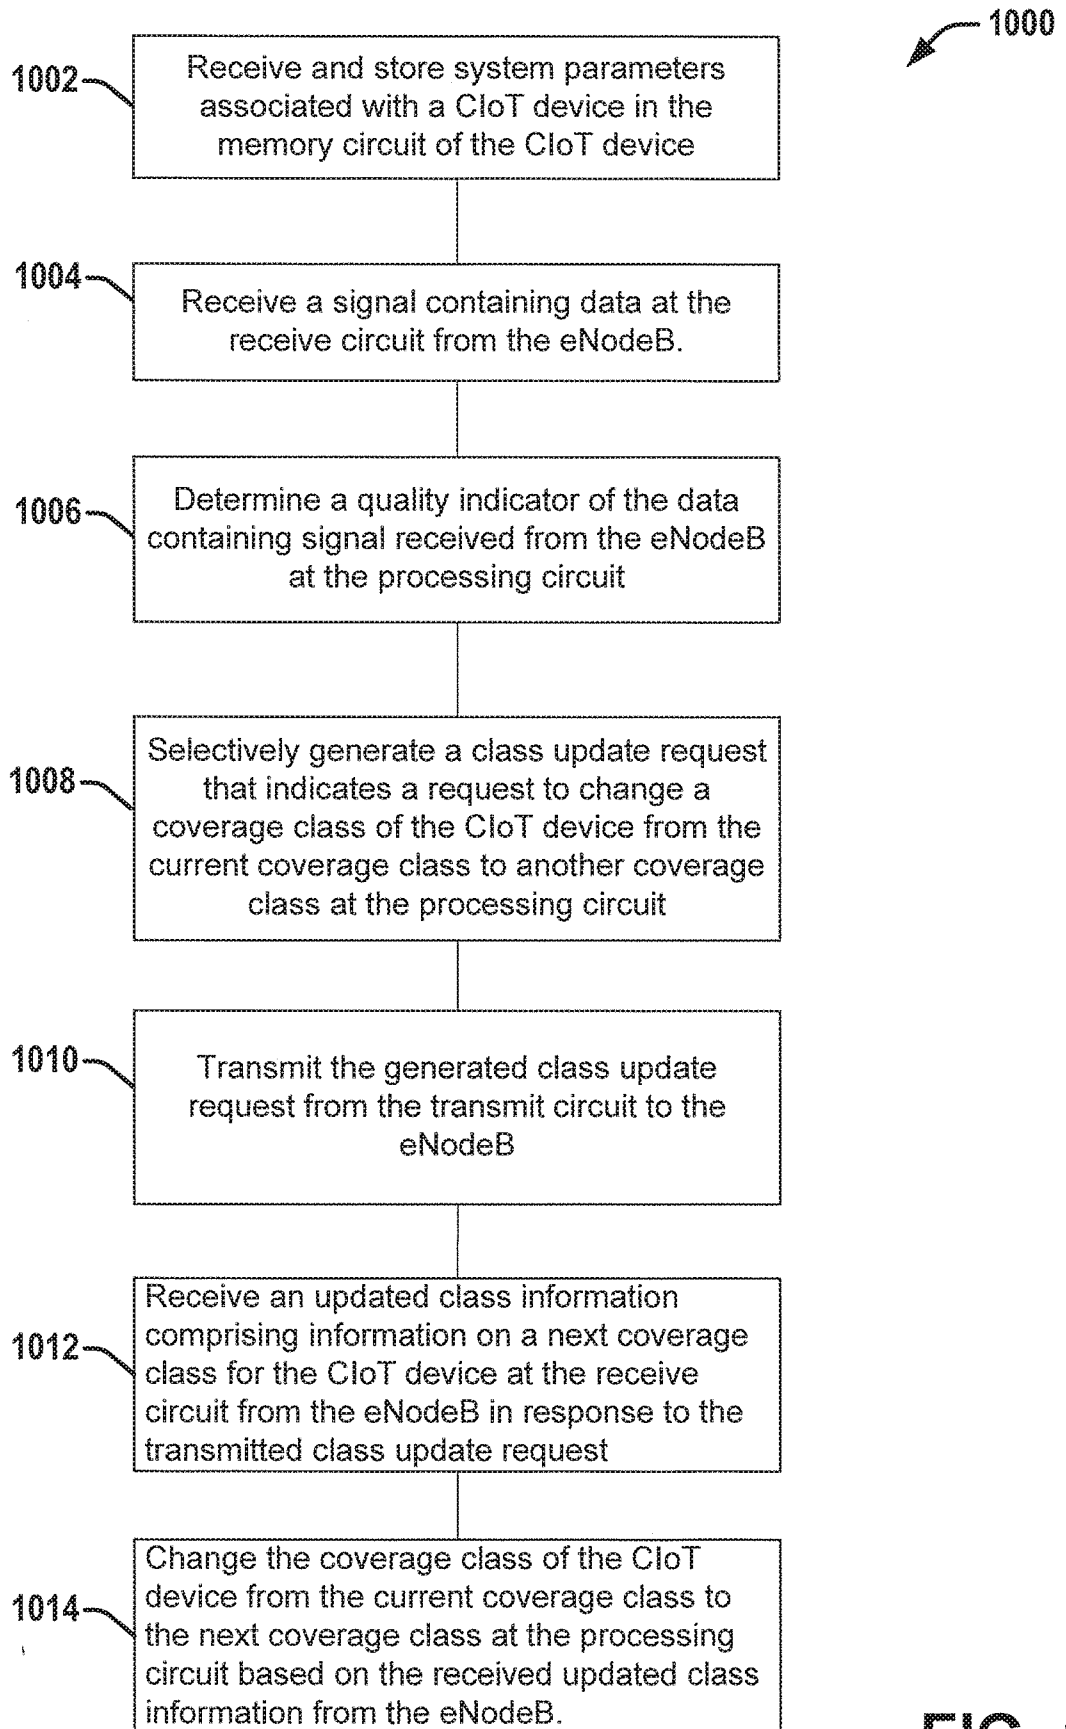 1000
1002
Receive and store system parameters
associated with a CIoT device in the
memory circuit of the CIoT device
1004
Receive a signal containing data at the
receive circuit from the eNodeB.
1006
Determine a quality indicator of the data
containing signal received from the eNodeB
at the processing circuit
1008
Selectively generate a class update request
that indicates a request to change a
coverage class of the CIoT device from the
current coverage class to another coverage
class at the processing circuit
1010
Transmit the generated class update
request from the transmit circuit to the
eNodeB
1012
Receive an updated class information
comprising information on a next coverage
class for the CIoT device at the receive
circuit from the eNodeB in response to the
transmitted class update request
1014
Change the coverage class of the CIoT
device from the current coverage class to
the next coverage class at the processing
circuit based on the received updated class
information from the eNodeB.
FIG.